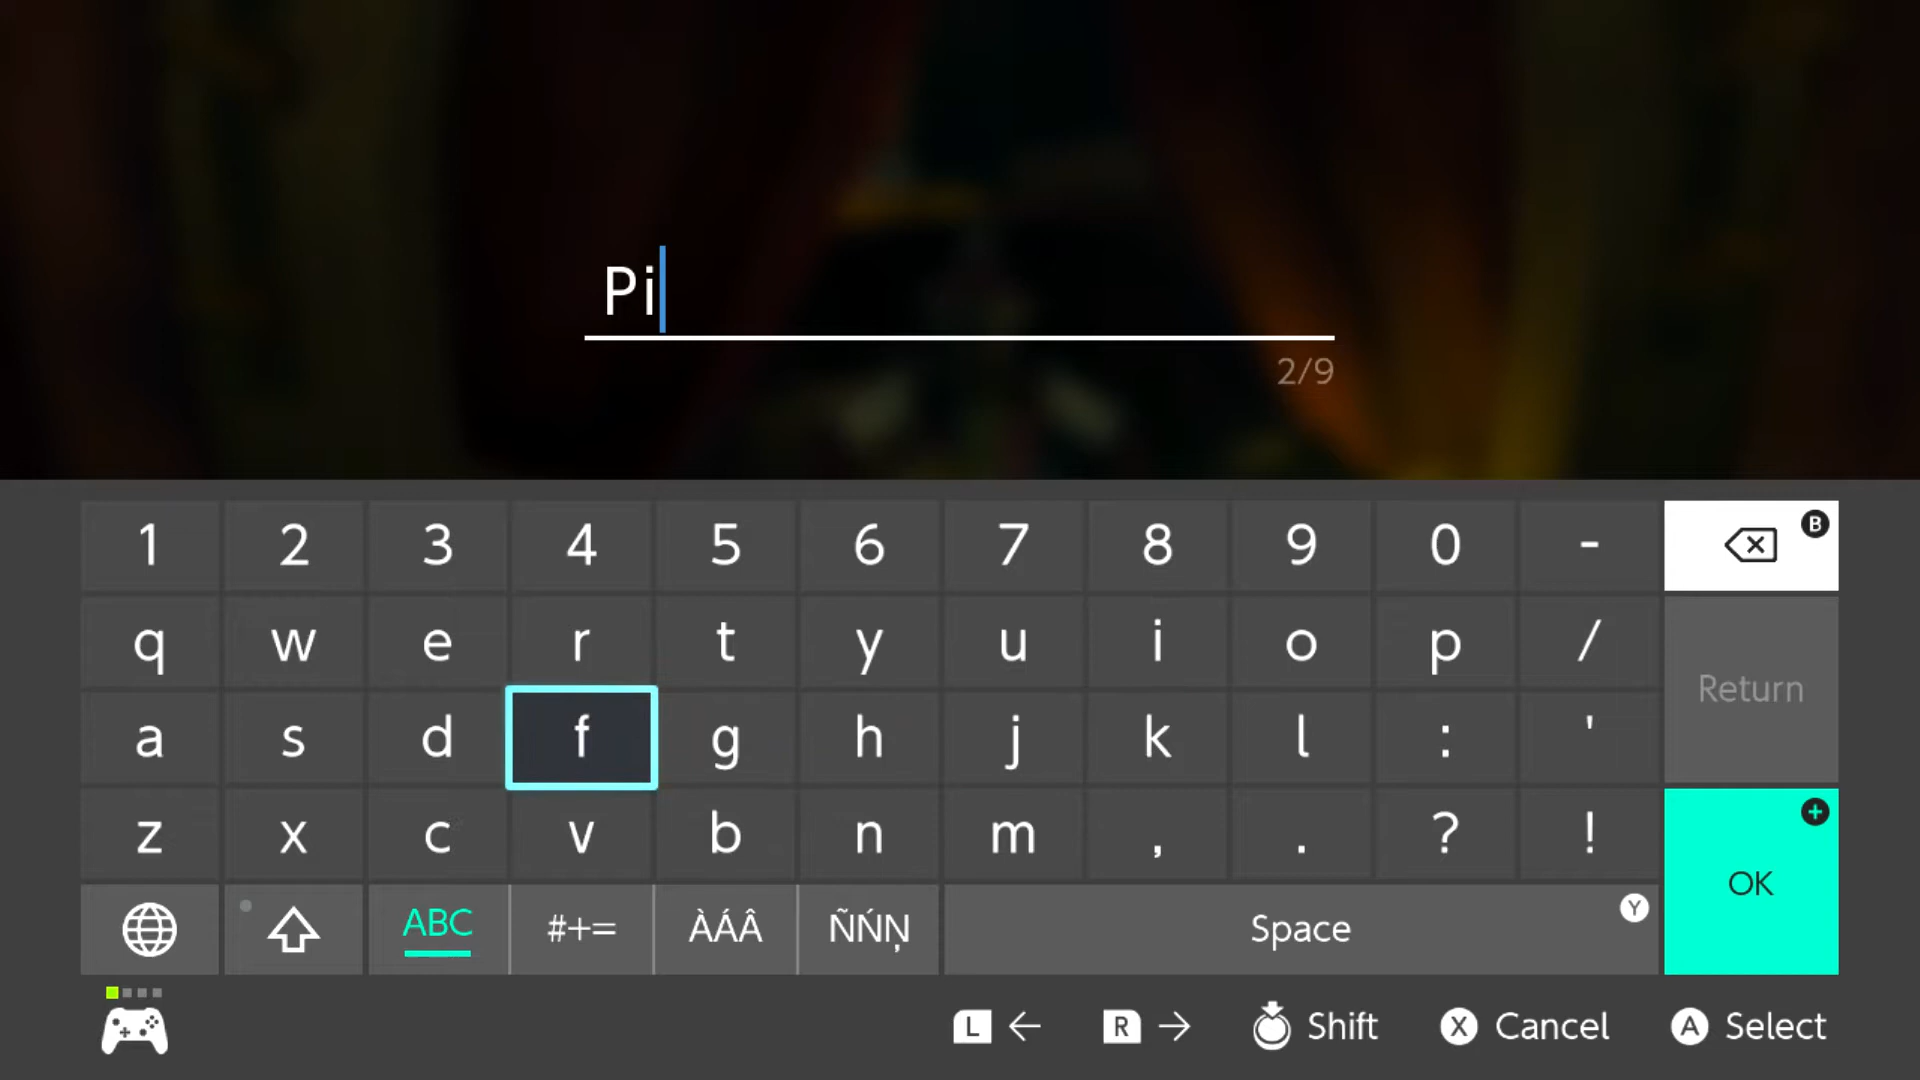 Pi
2/9
1 2 3 4 5 6 7 8 9 0 - B
q w e r t y u i o p / Return
a s d f g h j k l : '
z x c v b n m , . ? ! +
OK
ABC #+= ÀÁÂ ÑŃŅ Space Y
L ← R → Shift X Cancel A Select